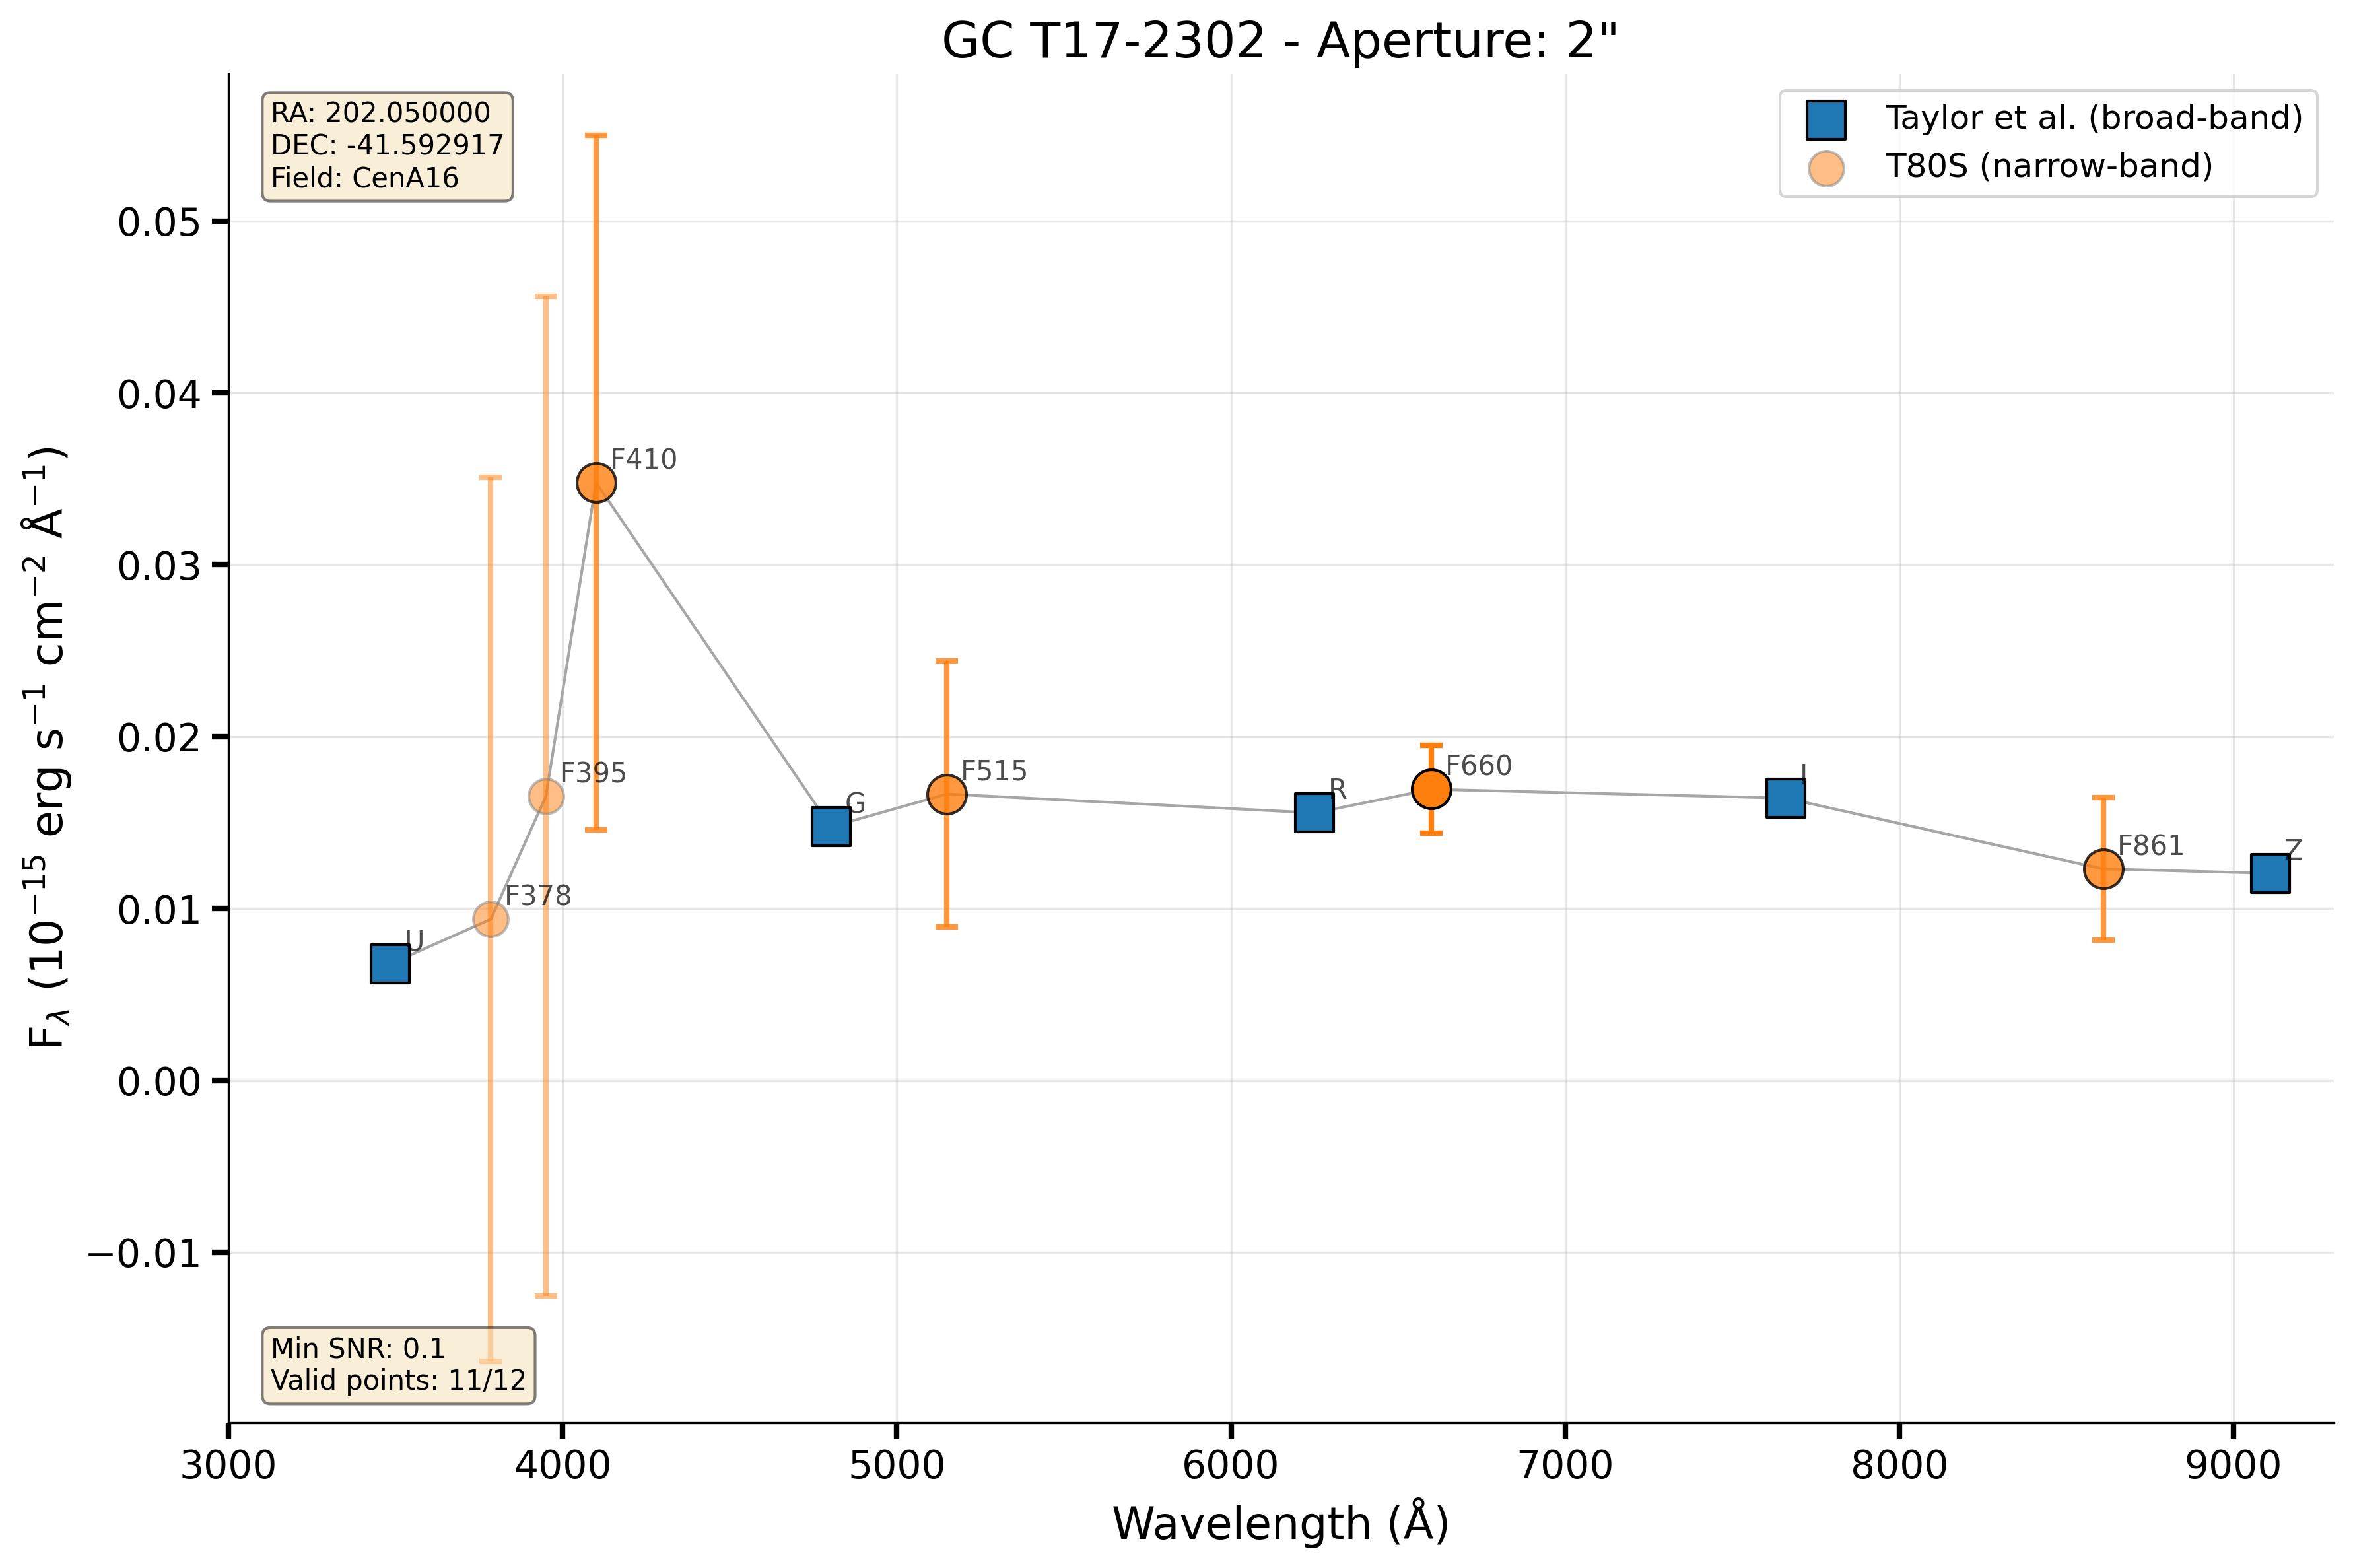 GC T17-2302 - Aperture: 2"
RA: 202.050000
DEC: -41.592917
Field: CenA16
Taylor et al. (broad-band)
T80S (narrow-band)
0.05
0.04
0.03
0.02
0.01
0.00
−0.01
F_λ (10⁻¹⁵ erg s⁻¹ cm⁻² Å⁻¹)
U
F378
F395
F410
G
F515
R
F660
I
F861
Z
Min SNR: 0.1
Valid points: 11/12
3000 4000 5000 6000 7000 8000 9000
Wavelength (Å)